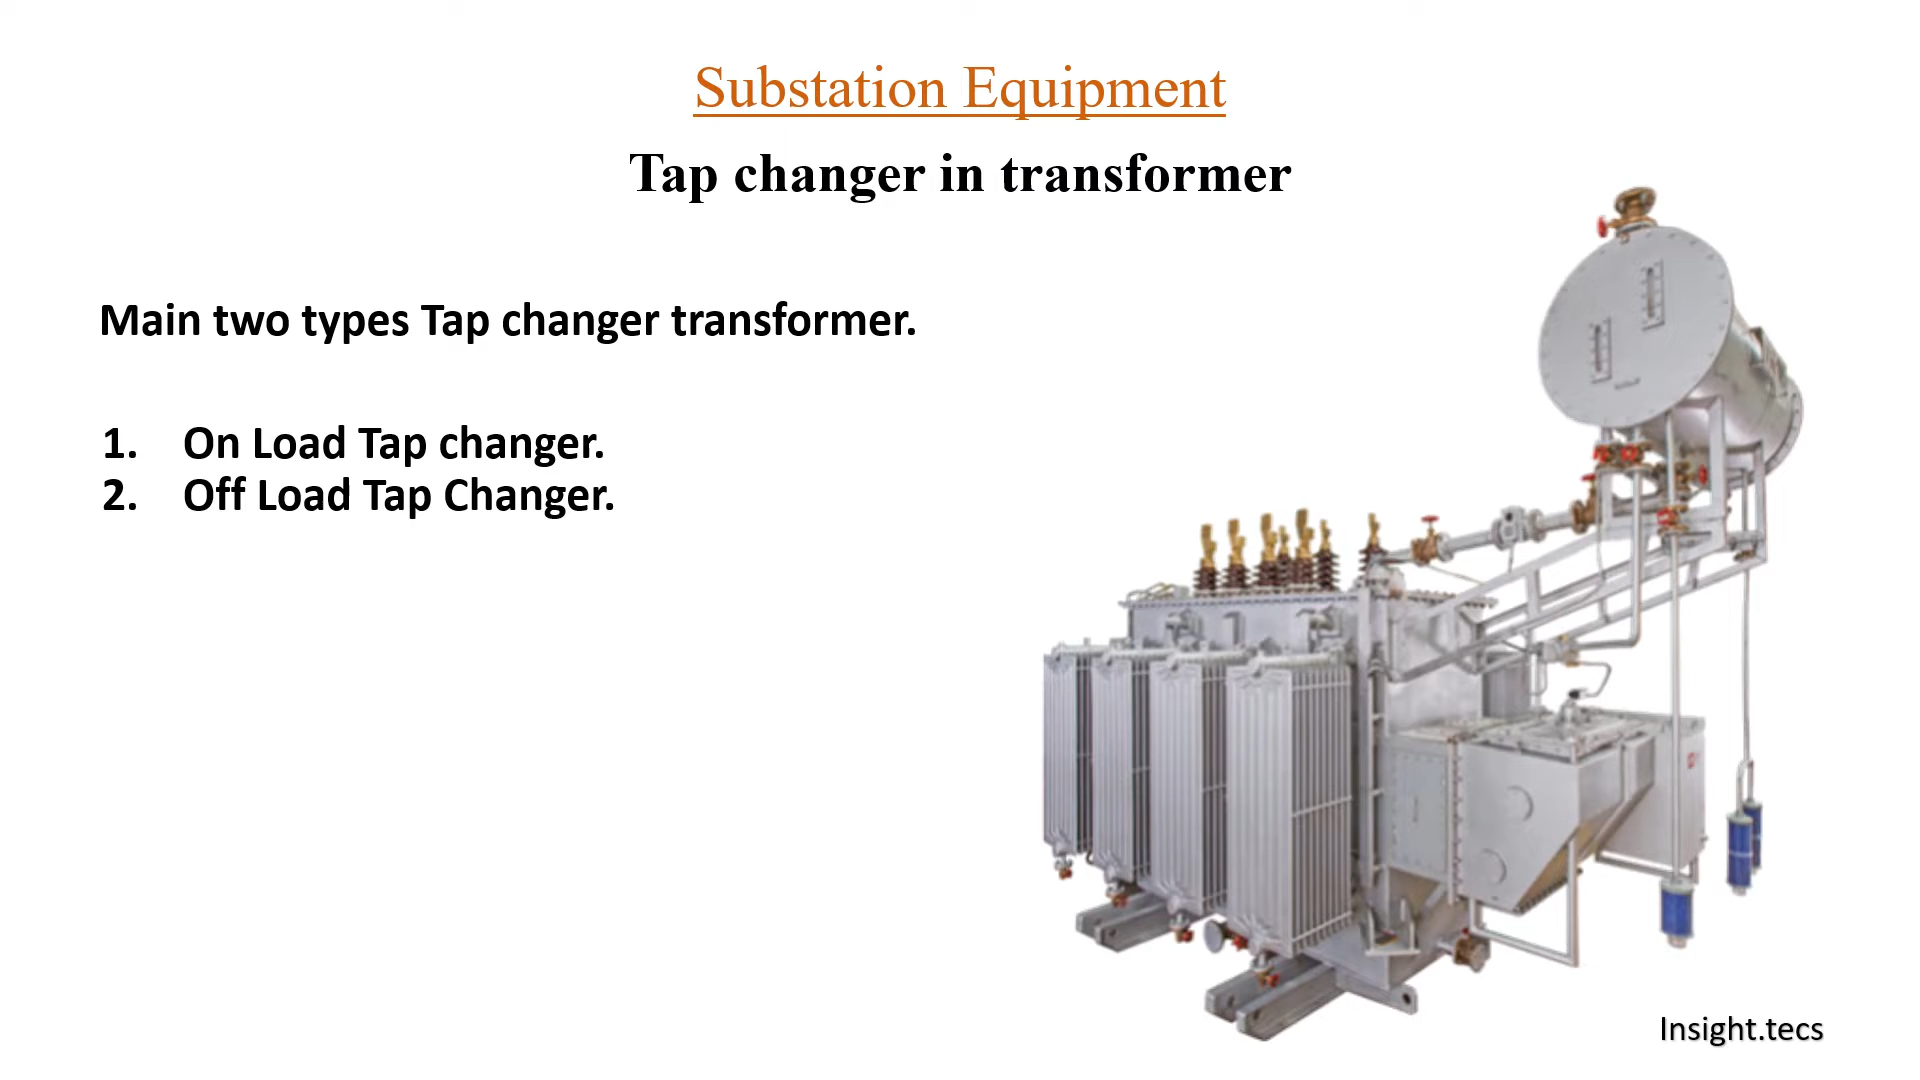 Substation Equipment
Tap changer in transformer
Main two types Tap changer transformer.
1. On Load Tap changer.
2. Off Load Tap Changer.
Insight.tecs